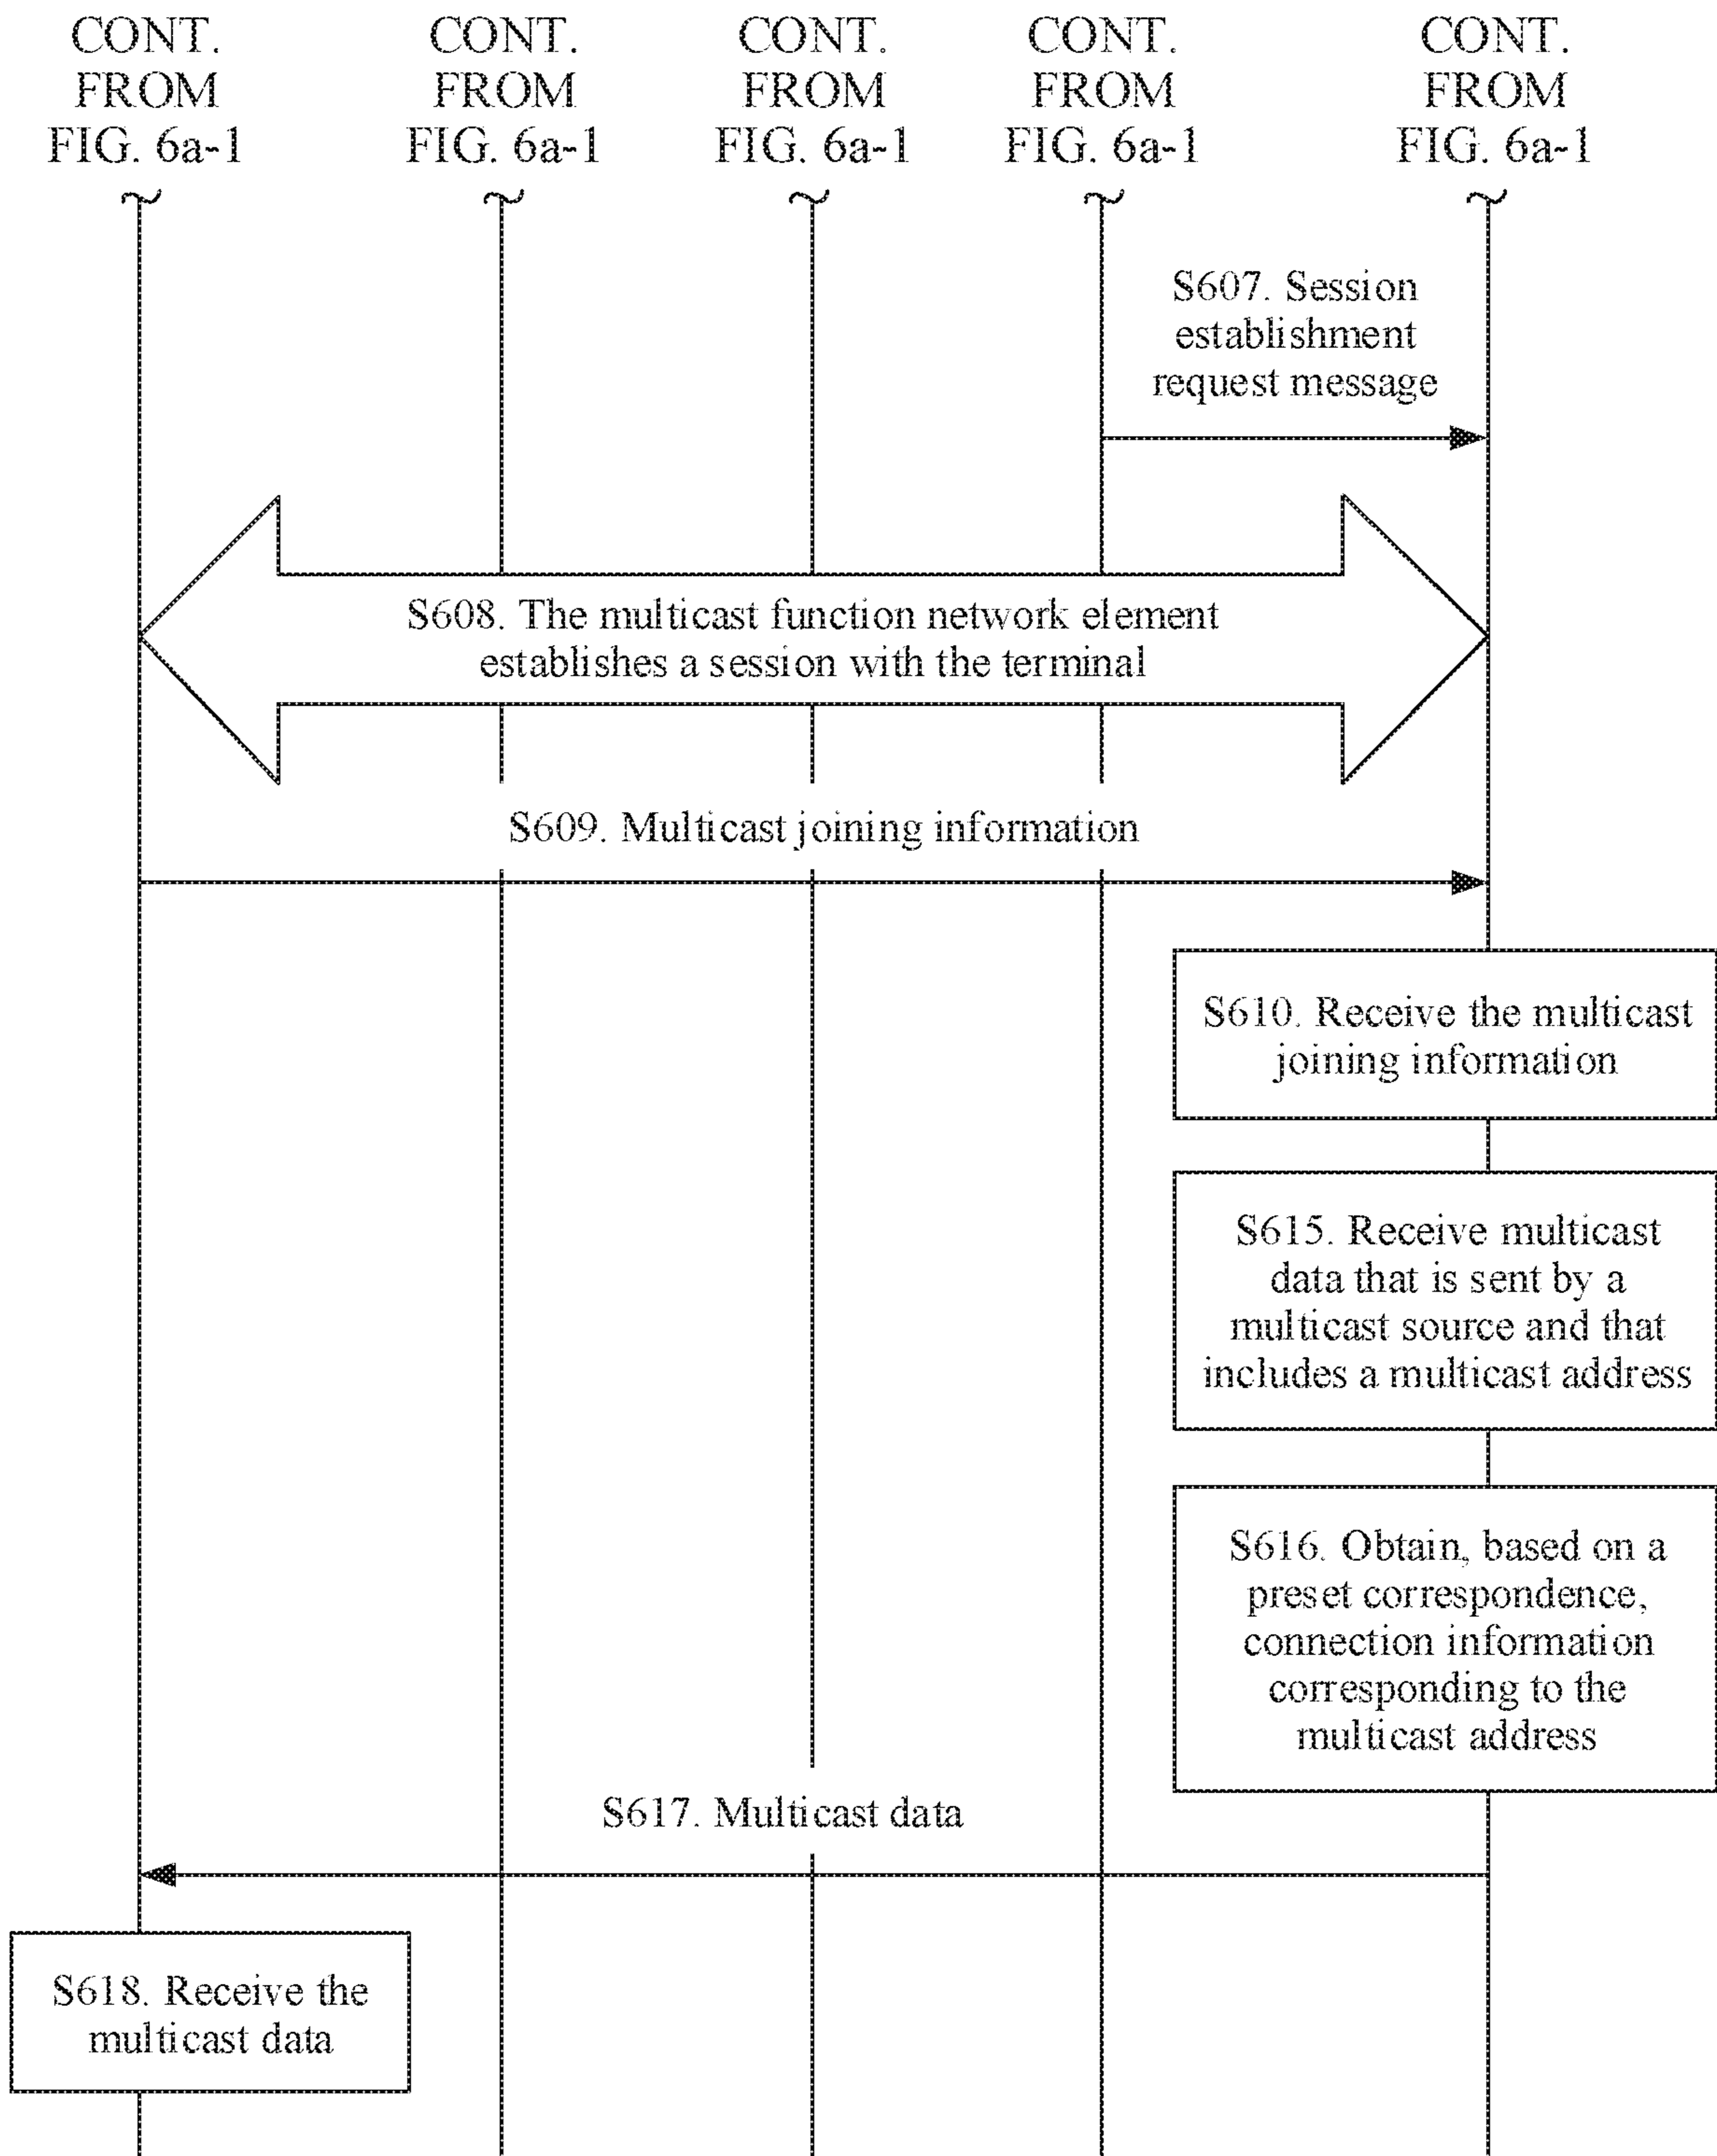 CONT.
FROM
FIG. 6a-1
CONT.
FROM
FIG. 6a-1
CONT.
FROM
FIG. 6a-1
CONT.
FROM
FIG. 6a-1
CONT.
FROM
FIG. 6a-1
S607. Session
establishment
request message
S608. The multicast function network element
establishes a session with the terminal
S609. Multicast joining information
S610. Receive the multicast
joining information
S615. Receive multicast
data that is sent by a
multicast source and that
includes a multicast address
S616. Obtain, based on a
preset correspondence,
connection information
corresponding to the
multicast address
S617. Multicast data
S618. Receive the
multicast data